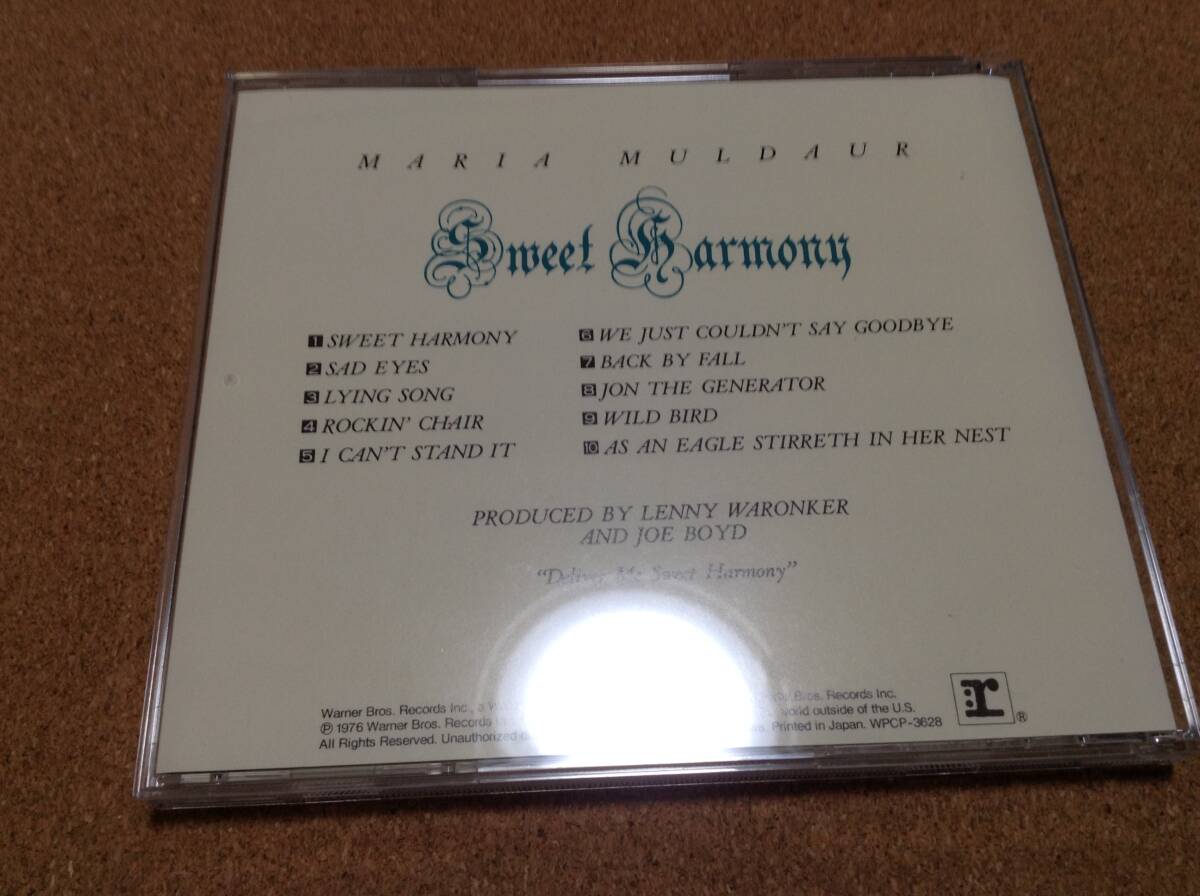 MARIA MULDAUR
Sweet Harmony
1 SWEET HARMONY
2 SAD EYES
3 LYING SONG
4 ROCKIN' CHAIR
5 I CAN'T STAND IT
6 WE JUST COULDN'T SAY GOODBYE
7 BACK BY FALL
8 JON THE GENERATOR
9 WILD BIRD
10 AS AN EAGLE STIRRETH IN HER NEST
PRODUCED BY LENNY WARONKER
AND JOE BOYD
"Deliver Me Sweet Harmony"
Warner Bros. Records Inc., a Bros. Records Inc.
℗ 1976 Warner Bros. Records world outside of the U.S.
All Rights Reserved. Unauthorized Printed in Japan. WPCP-3628
r ®